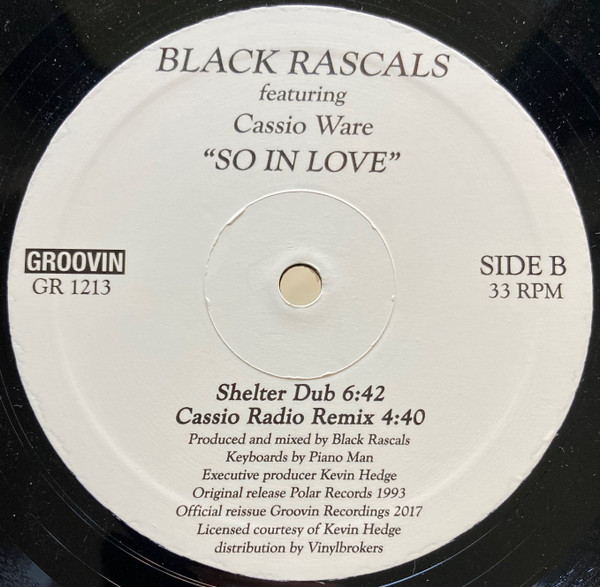 BLACK RASCALS
featuring
Cassio Ware
“SO IN LOVE”
GROOVIN
GR 1213
SIDE B
33 RPM
Shelter Dub 6:42
Cassio Radio Remix 4:40
Produced and mixed by Black Rascals
Keyboards by Piano Man
Executive producer Kevin Hedge
Original release Polar Records 1993
Official reissue Groovin Recordings 2017
Licensed courtesy of Kevin Hedge
distribution by Vinylbrokers